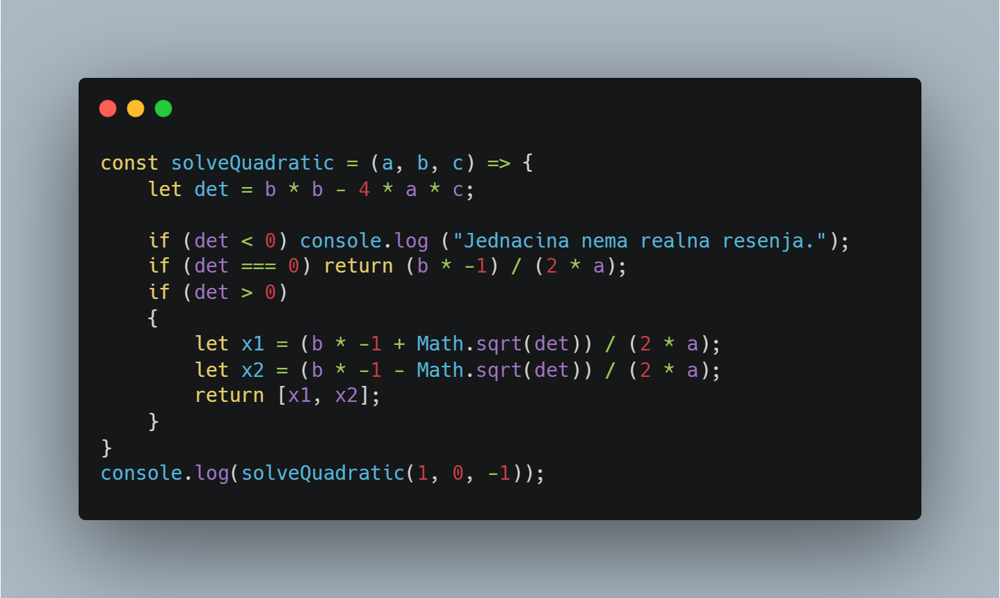 const solveQuadratic = (a, b, c) => {
    let det = b * b - 4 * a * c;

    if (det < 0) console.log ("Jednacina nema realna resenja.");
    if (det === 0) return (b * -1) / (2 * a);
    if (det > 0)
    {
        let x1 = (b * -1 + Math.sqrt(det)) / (2 * a);
        let x2 = (b * -1 - Math.sqrt(det)) / (2 * a);
        return [x1, x2];
    }
}
console.log(solveQuadratic(1, 0, -1));